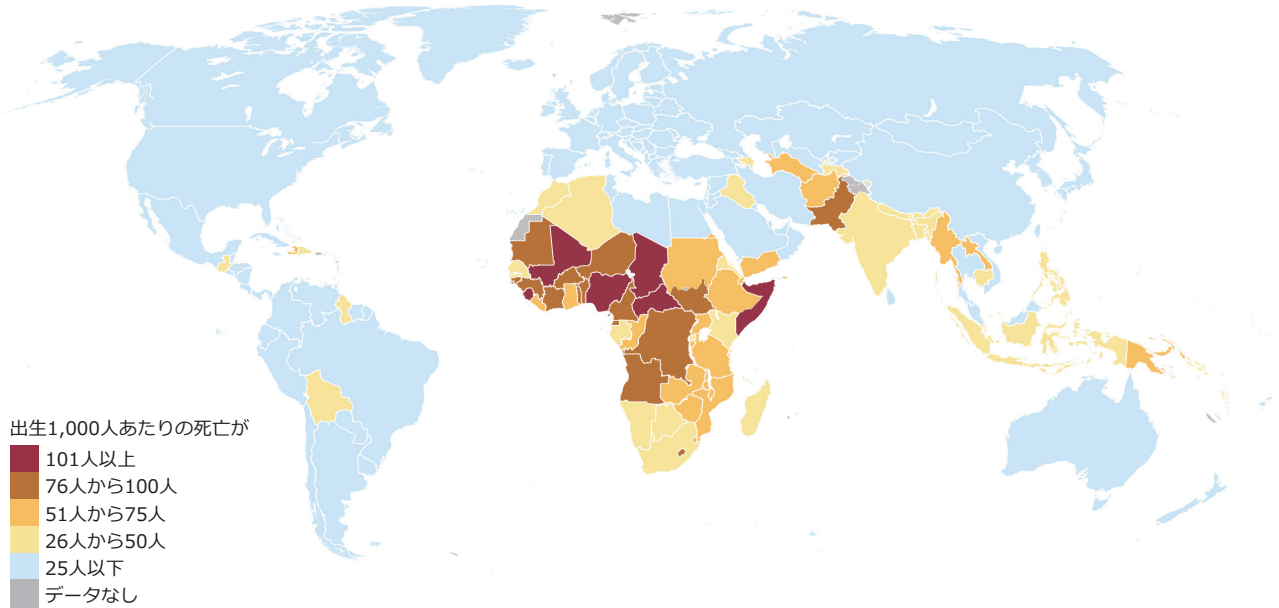 出生1,000人あたりの死亡が
101人以上
76人から100人
51人から75人
26人から50人
25人以下
データなし